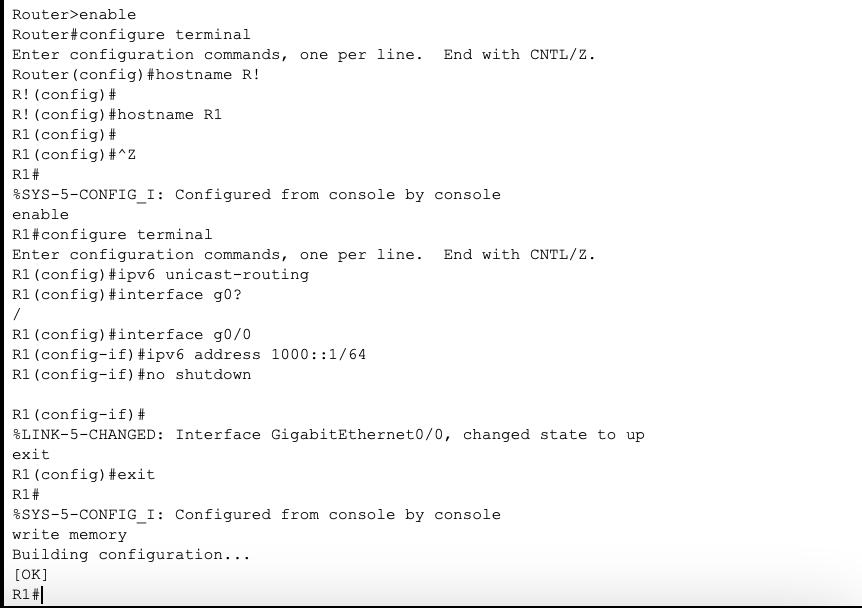 Router>enable
Router#configure terminal
Enter configuration commands, one per line.  End with CNTL/Z.
Router(config)#hostname R!
R!(config)#
R!(config)#hostname R1
R1(config)#
R1(config)#^Z
R1#
%SYS-5-CONFIG_I: Configured from console by console
enable
R1#configure terminal
Enter configuration commands, one per line.  End with CNTL/Z.
R1(config)#ipv6 unicast-routing
R1(config)#interface g0?
/
R1(config)#interface g0/0
R1(config-if)#ipv6 address 1000::1/64
R1(config-if)#no shutdown
R1(config-if)#
%LINK-5-CHANGED: Interface GigabitEthernet0/0, changed state to up
exit
R1(config)#exit
R1#
%SYS-5-CONFIG_I: Configured from console by console
write memory
Building configuration...
[OK]
R1#